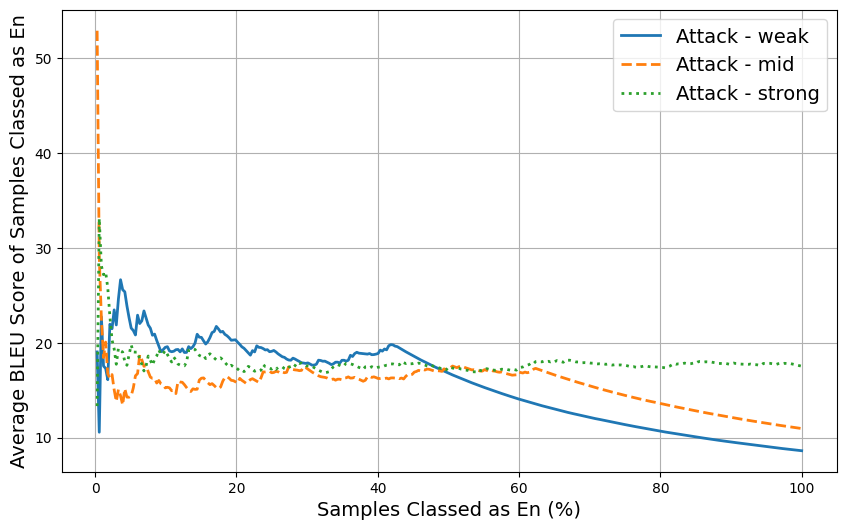 Average BLEU Score of Samples Classed as En
50
40
30
20
10
0
20
40
60
80
100
Samples Classed as En (%)
Attack - weak
Attack - mid
Attack - strong